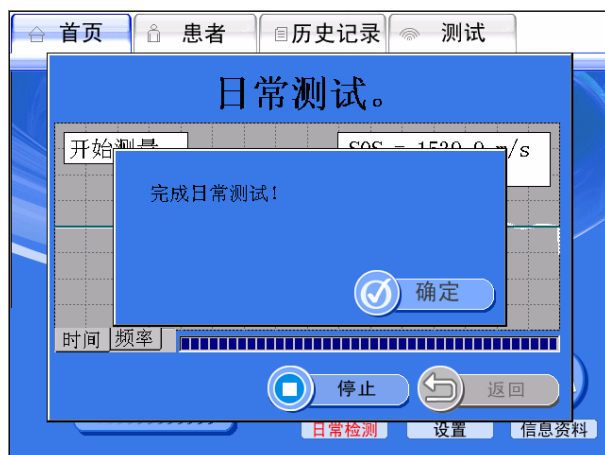 首页 患者 历史记录 测试
日常测试。
开始测量
SOS = 1520.0 m/s
完成日常测试!
确定
时间 频率
停止 返回
日常检测 设置 信息资料